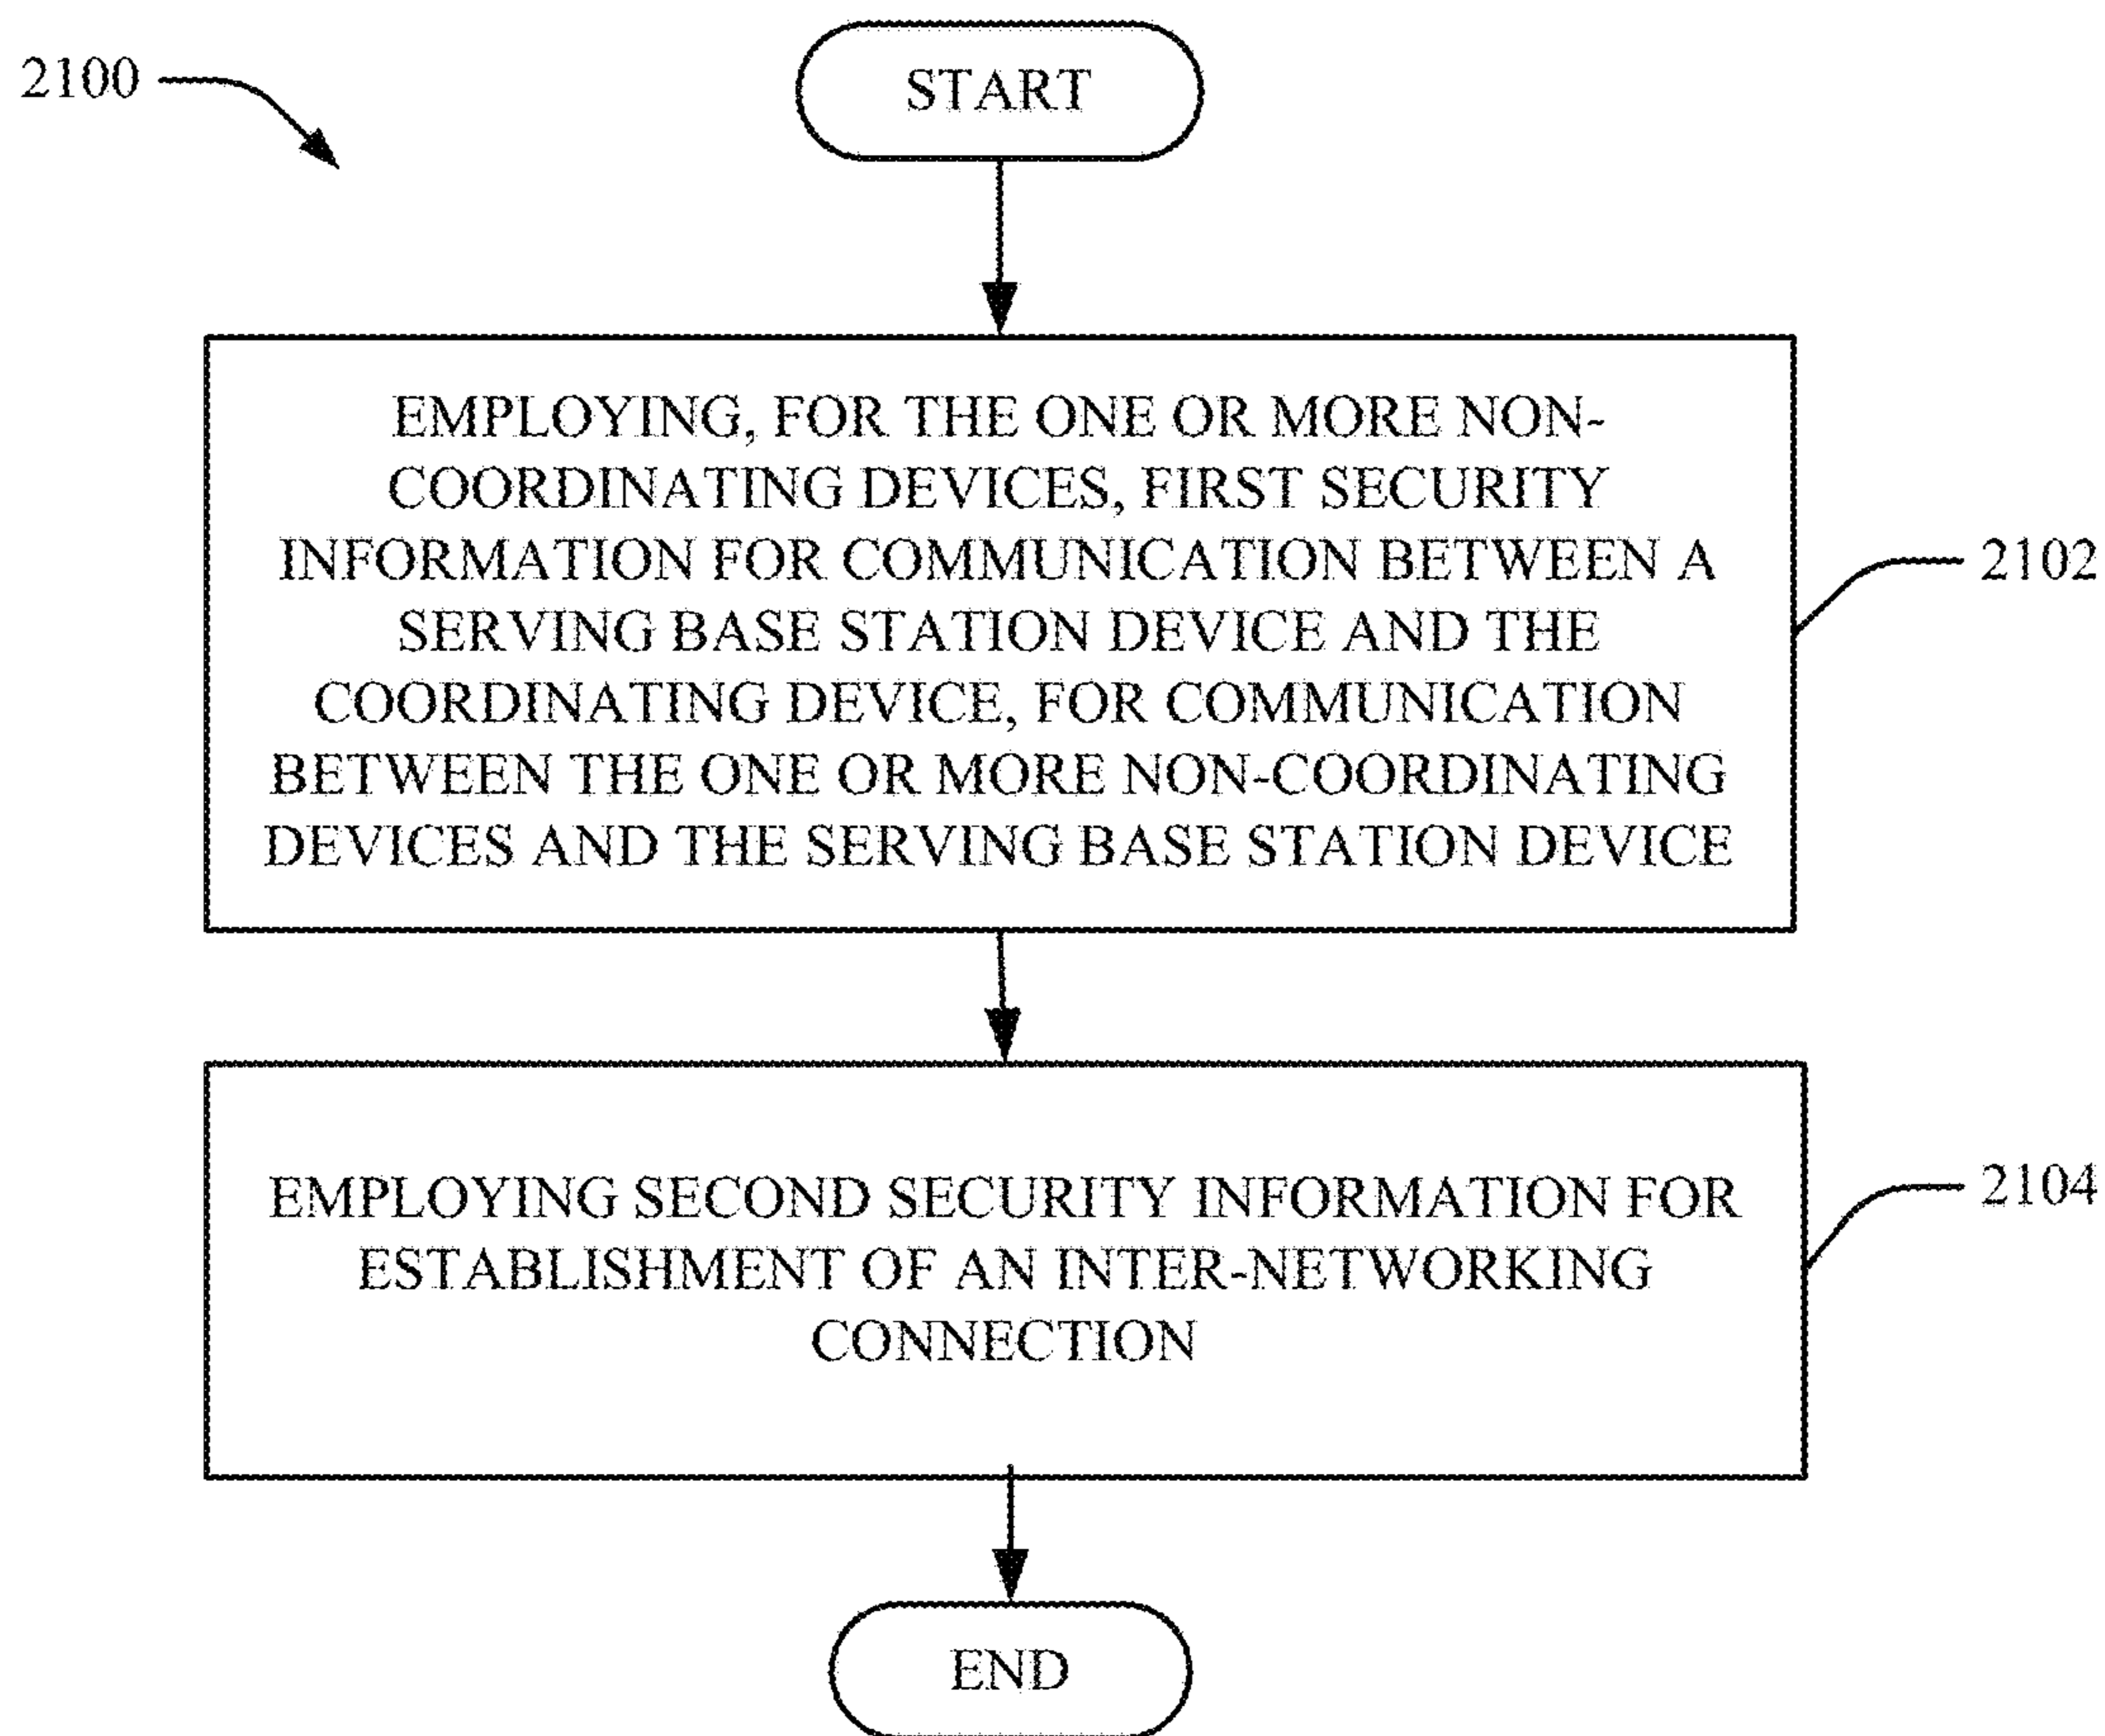 2100
START
EMPLOYING, FOR THE ONE OR MORE NON-
COORDINATING DEVICES, FIRST SECURITY
INFORMATION FOR COMMUNICATION BETWEEN A
SERVING BASE STATION DEVICE AND THE
COORDINATING DEVICE, FOR COMMUNICATION
BETWEEN THE ONE OR MORE NON-COORDINATING
DEVICES AND THE SERVING BASE STATION DEVICE
2102
EMPLOYING SECOND SECURITY INFORMATION FOR
ESTABLISHMENT OF AN INTER-NETWORKING
CONNECTION
2104
END